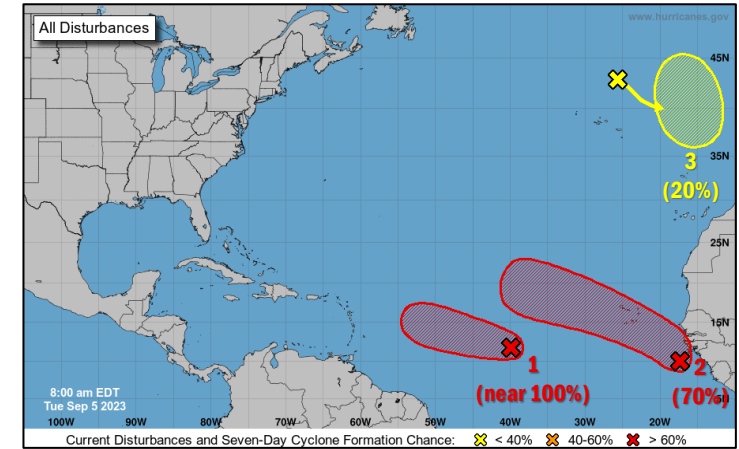 All Disturbances
www.hurricanes.gov
45N
35N
3
(20%)
25N
15N
1
(near 100%)
2
(70%)
5N
8:00 am EDT
Tue Sep 5 2023
100W 90W 80W 70W 60W 50W 40W 30W 20W
Current Disturbances and Seven-Day Cyclone Formation Chance: < 40% 40-60% > 60%